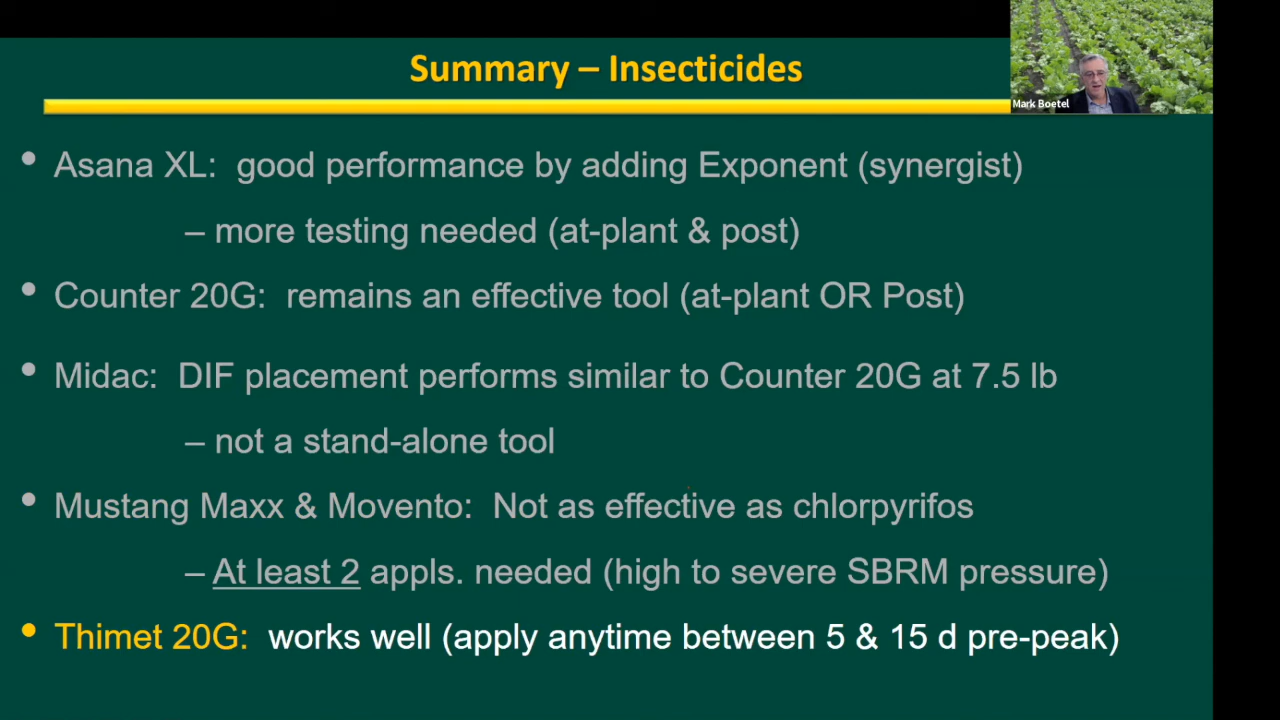 Summary – Insecticides
Mark Boetel
• Asana XL: good performance by adding Exponent (synergist)
– more testing needed (at-plant & post)
• Counter 20G: remains an effective tool (at-plant OR Post)
• Midac: DIF placement performs similar to Counter 20G at 7.5 lb
– not a stand-alone tool
• Mustang Maxx & Movento: Not as effective as chlorpyrifos
– At least 2 appls. needed (high to severe SBRM pressure)
• Thimet 20G: works well (apply anytime between 5 & 15 d pre-peak)